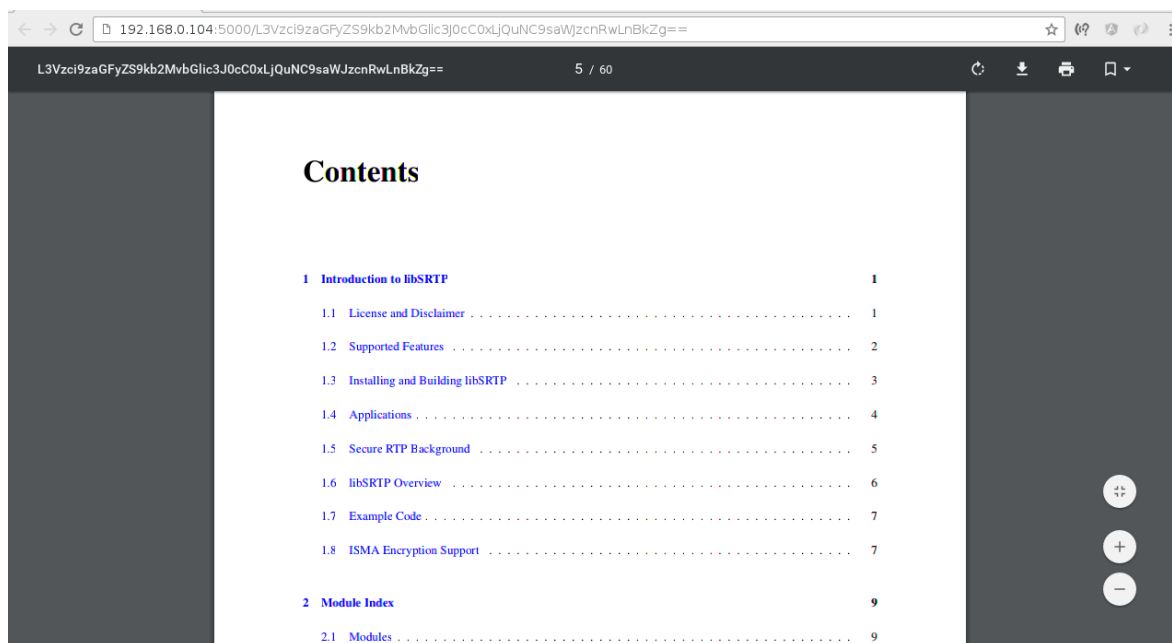 192.168.0.104:5000/L3Vzci9zaGFyZS9kb2MvbGlic3J0cC0xLjQuNC9saWJzcnRwLnBkZg==
L3Vzci9zaGFyZS9kb2MvbGlic3J0cC0xLjQuNC9saWJzcnRwLnBkZg== 5 / 60
Contents
1 Introduction to libSRTP 1
1.1 License and Disclaimer . . . . . . . . . . . . . . . . . . . . . . . . . . . . . . . . . . . . . . . . . 1
1.2 Supported Features . . . . . . . . . . . . . . . . . . . . . . . . . . . . . . . . . . . . . . . . . . . 2
1.3 Installing and Building libSRTP . . . . . . . . . . . . . . . . . . . . . . . . . . . . . . . . . . . . 3
1.4 Applications . . . . . . . . . . . . . . . . . . . . . . . . . . . . . . . . . . . . . . . . . . . . . . . 4
1.5 Secure RTP Background . . . . . . . . . . . . . . . . . . . . . . . . . . . . . . . . . . . . . . . . 5
1.6 libSRTP Overview . . . . . . . . . . . . . . . . . . . . . . . . . . . . . . . . . . . . . . . . . . . 6
1.7 Example Code . . . . . . . . . . . . . . . . . . . . . . . . . . . . . . . . . . . . . . . . . . . . . . 7
1.8 ISMA Encryption Support . . . . . . . . . . . . . . . . . . . . . . . . . . . . . . . . . . . . . . . 7
2 Module Index 9
2.1 Modules . . . . . . . . . . . . . . . . . . . . . . . . . . . . . . . . . . . . . . . . . . . . . . . . . 9